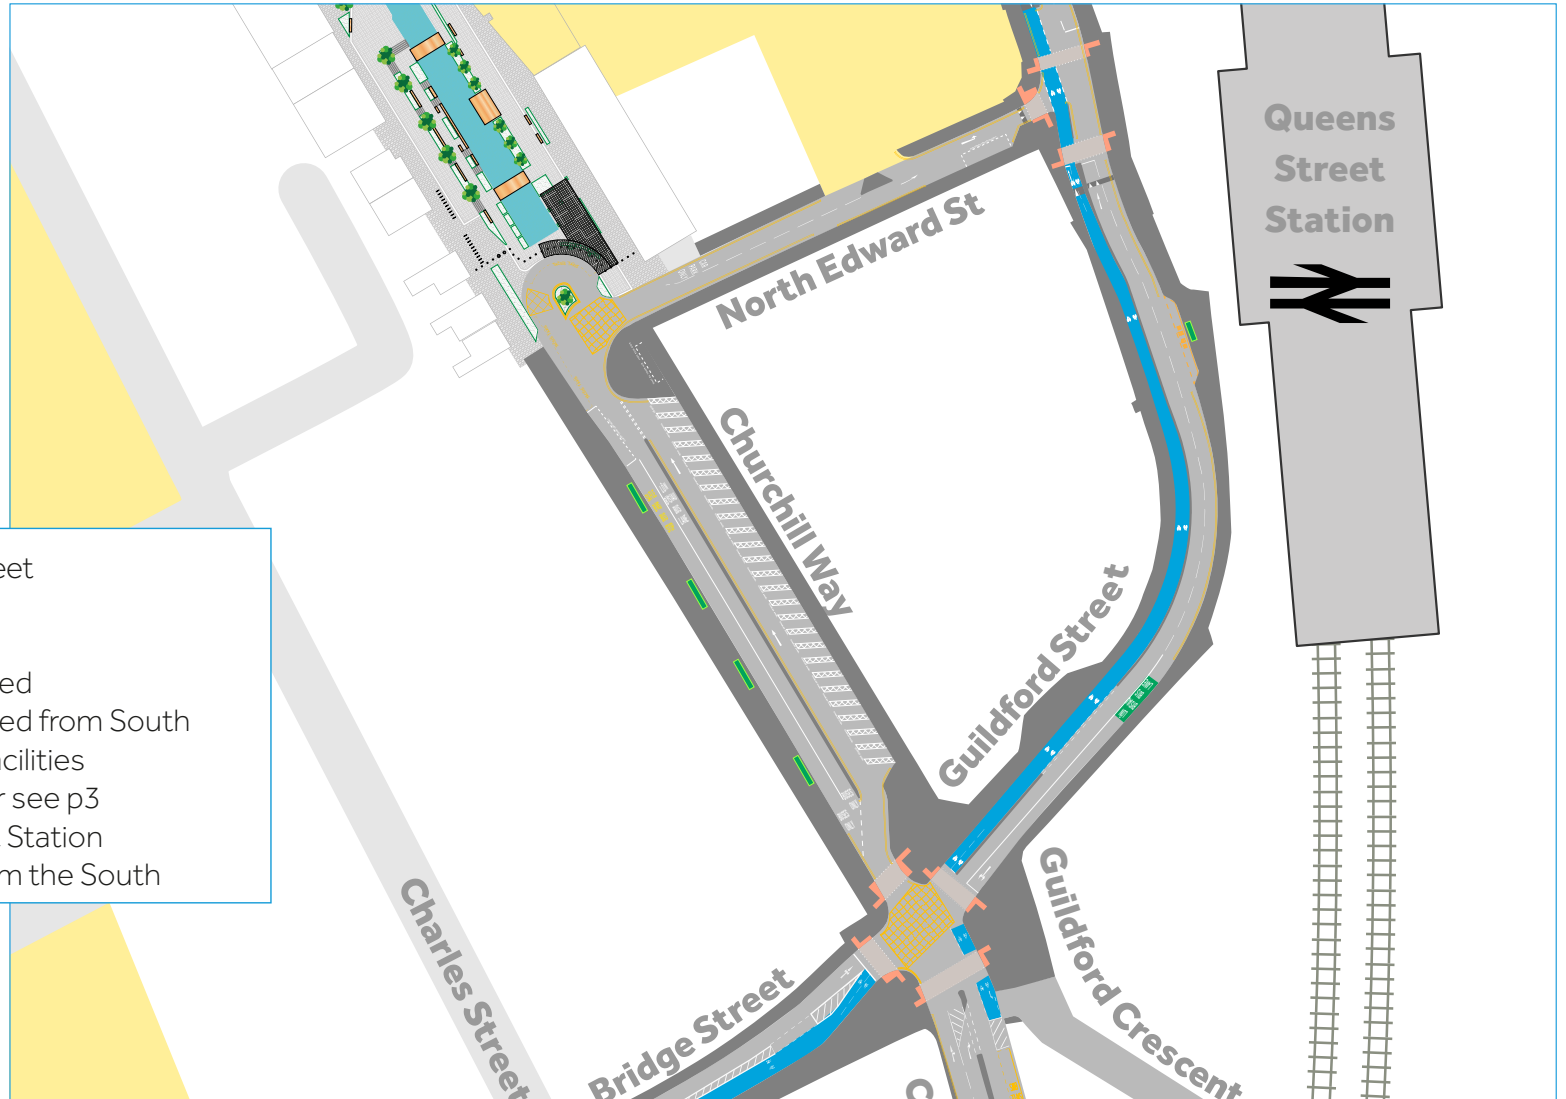 Queens
Street
Station
North Edward St
Churchill Way
Guildford Street
eet
ed
ed from South
acilities
r see p3
Station
m the South
Charles Street
Bridge Street
Guildford Crescent
C